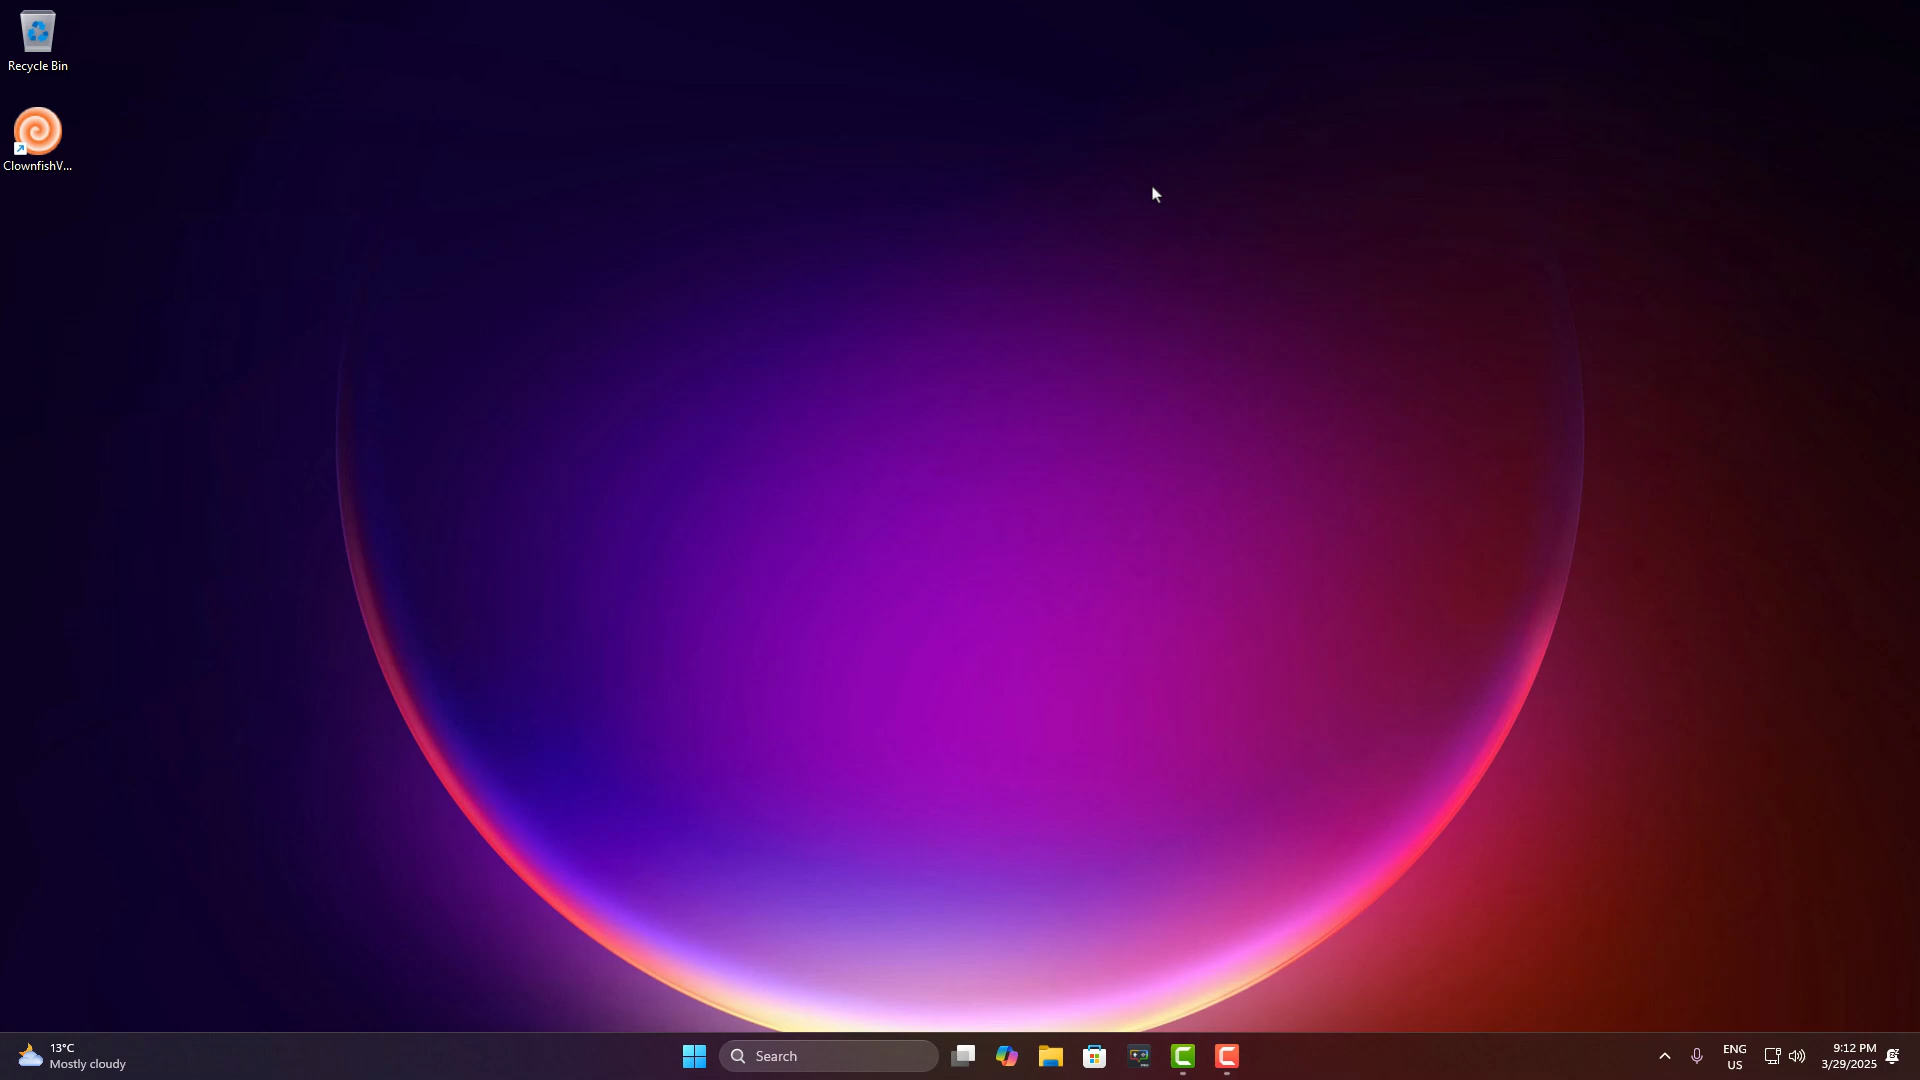 Recycle Bin
ClownfishV...
13°C
Mostly cloudy
Search
ENG
US
9:12 PM
3/29/2025